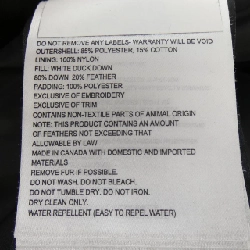 DO NOT REMOVE ANY LABELS- WARRANTY WILL BE VOID
OUTERSHELL: 85% POLYESTER, 15% COTTON
LINING: 100% NYLON
FILL: WHITE DUCK DOWN
80% DOWN 20% FEATHER
PADDING: 100% POLYESTER
EXCLUSIVE OF EMBROIDERY
EXCLUSIVE OF TRIM
CONTAINS NON-TEXTILE PARTS OF ANIMAL ORIGIN
NOTE: THIS PRODUCT CONTAINS AN AMOUNT
OF FEATHERS NOT EXCEEDING THAT
ALLOWABLE BY LAW
MADE IN CANADA WITH DOMESTIC AND IMPORTED
MATERIALS
REMOVE FUR IF POSSIBLE.
DO NOT WASH. DO NOT BLEACH.
DO NOT TUMBLE DRY. DO NOT IRON.
DRY CLEAN ONLY.
WATER REPELLENT (EASY TO REPEL WATER)